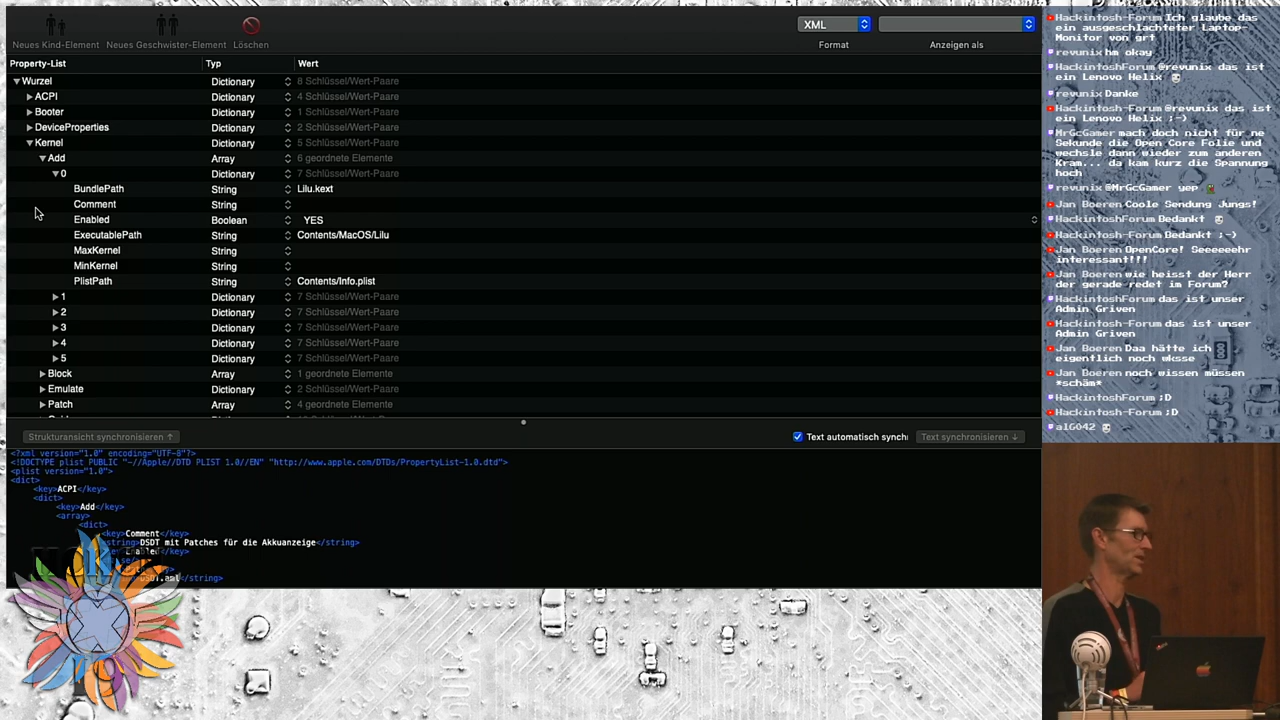 Neues Kind-Element Neues Geschwister-Element Löschen
XML
Format
Anzeigen als
Property-List Typ Wert
Wurzel Dictionary 8 Schlüssel/Wert-Paare
ACPI Dictionary 4 Schlüssel/Wert-Paare
Booter Dictionary 1 Schlüssel/Wert-Paare
DeviceProperties Dictionary 2 Schlüssel/Wert-Paare
Kernel Dictionary 5 Schlüssel/Wert-Paare
Add Array 6 geordnete Elemente
0 Dictionary 7 Schlüssel/Wert-Paare
BundlePath String Lilu.kext
Comment String
Enabled Boolean YES
ExecutablePath String Contents/MacOS/Lilu
MaxKernel String
MinKernel String
PlistPath String Contents/Info.plist
1 Dictionary 7 Schlüssel/Wert-Paare
2 Dictionary 7 Schlüssel/Wert-Paare
3 Dictionary 7 Schlüssel/Wert-Paare
4 Dictionary 7 Schlüssel/Wert-Paare
5 Dictionary 7 Schlüssel/Wert-Paare
Block Array 1 geordnete Elemente
Emulate Dictionary 2 Schlüssel/Wert-Paare
Patch Array 4 geordnete Elemente
Strukturansicht synchronisieren ↑ Text automatisch synchr Text synchronisieren ↓
<?xml version="1.0" encoding="UTF-8"?>
<!DOCTYPE plist PUBLIC "-//Apple//DTD PLIST 1.0//EN" "http://www.apple.com/DTDs/PropertyList-1.0.dtd">
<plist version="1.0">
<dict>
<key>ACPI</key>
<dict>
<key>Add</key>
<array>
<dict>
<key>Comment</key>
<string>DSDT mit Patches für die Akkuanzeige</string>
Enabled</key>
DSDT.aml</string>
Hackintosh-Forum Ich glaube das
ein ausgeschlachteter Laptop-
Monitor von grt
revunix hm okay
HackintoshForum @revunix das ist
ein Lenovo Helix
revunix Danke
Hackintosh-Forum @revunix das ist
ein Lenovo Helix ;-)
MrGcGamer mach doch nicht für ne
Sekunde die Open Core Folie und
wechsle dann wieder zum anderen
Kram... da kam kurz die Spannung
hoch
revunix @MrGcGamer yep
Jan Boeren Coole Sendung Jungs!
HackintoshForum Bedankt
Hackintosh-Forum Bedankt ;-)
Jan Boeren OpenCore! Seeeeeehr
interessant!!!
Jan Boeren wie heisst der Herr
der gerade redet im Forum?
HackintoshForum das ist unser
Admin Griven
Hackintosh-Forum das ist unser
Admin Griven
Jan Boeren Daa hätte ich
eigentlich noch wksse
Jan Boeren noch wissen müssen
*schäm*
HackintoshForum ;D
Hackintosh-Forum ;D
al6042